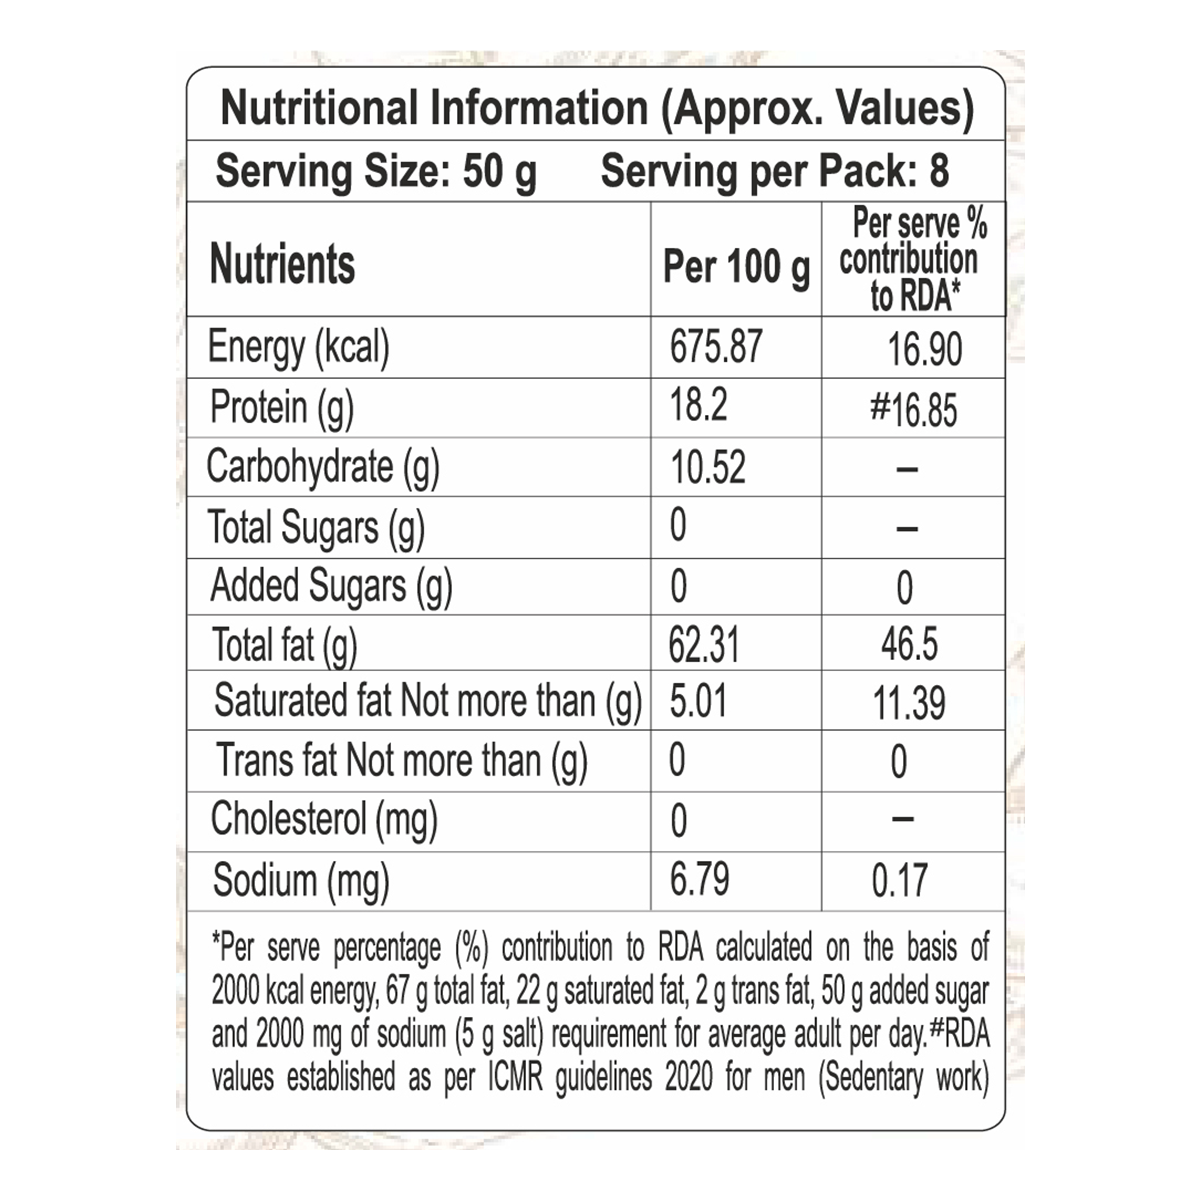 Nutritional Information (Approx. Values)
Serving Size: 50 g Serving per Pack: 8
Nutrients Per 100 g Per serve % contribution to RDA*
Energy (kcal) 675.87 16.90
Protein (g) 18.2 #16.85
Carbohydrate (g) 10.52 –
Total Sugars (g) 0 –
Added Sugars (g) 0 0
Total fat (g) 62.31 46.5
Saturated fat Not more than (g) 5.01 11.39
Trans fat Not more than (g) 0 0
Cholesterol (mg) 0 –
Sodium (mg) 6.79 0.17
*Per serve percentage (%) contribution to RDA calculated on the basis of
2000 kcal energy, 67 g total fat, 22 g saturated fat, 2 g trans fat, 50 g added sugar
and 2000 mg of sodium (5 g salt) requirement for average adult per day.#RDA
values established as per ICMR guidelines 2020 for men (Sedentary work)